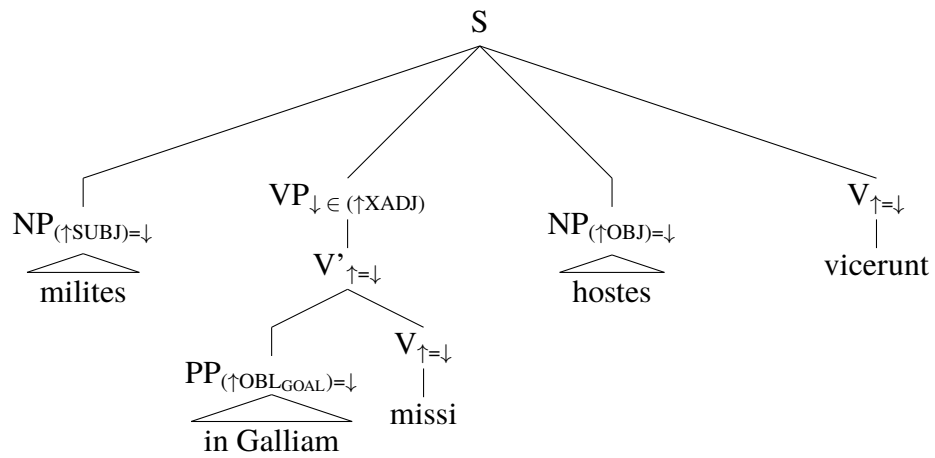 S
NP(↑SUBJ)=↓ VP↓ ∈ (↑XADJ) NP(↑OBJ)=↓ V↑=↓
milites V’↑=↓ hostes vicerunt
PP(↑OBLGOAL)=↓ V↑=↓
in Galliam missi